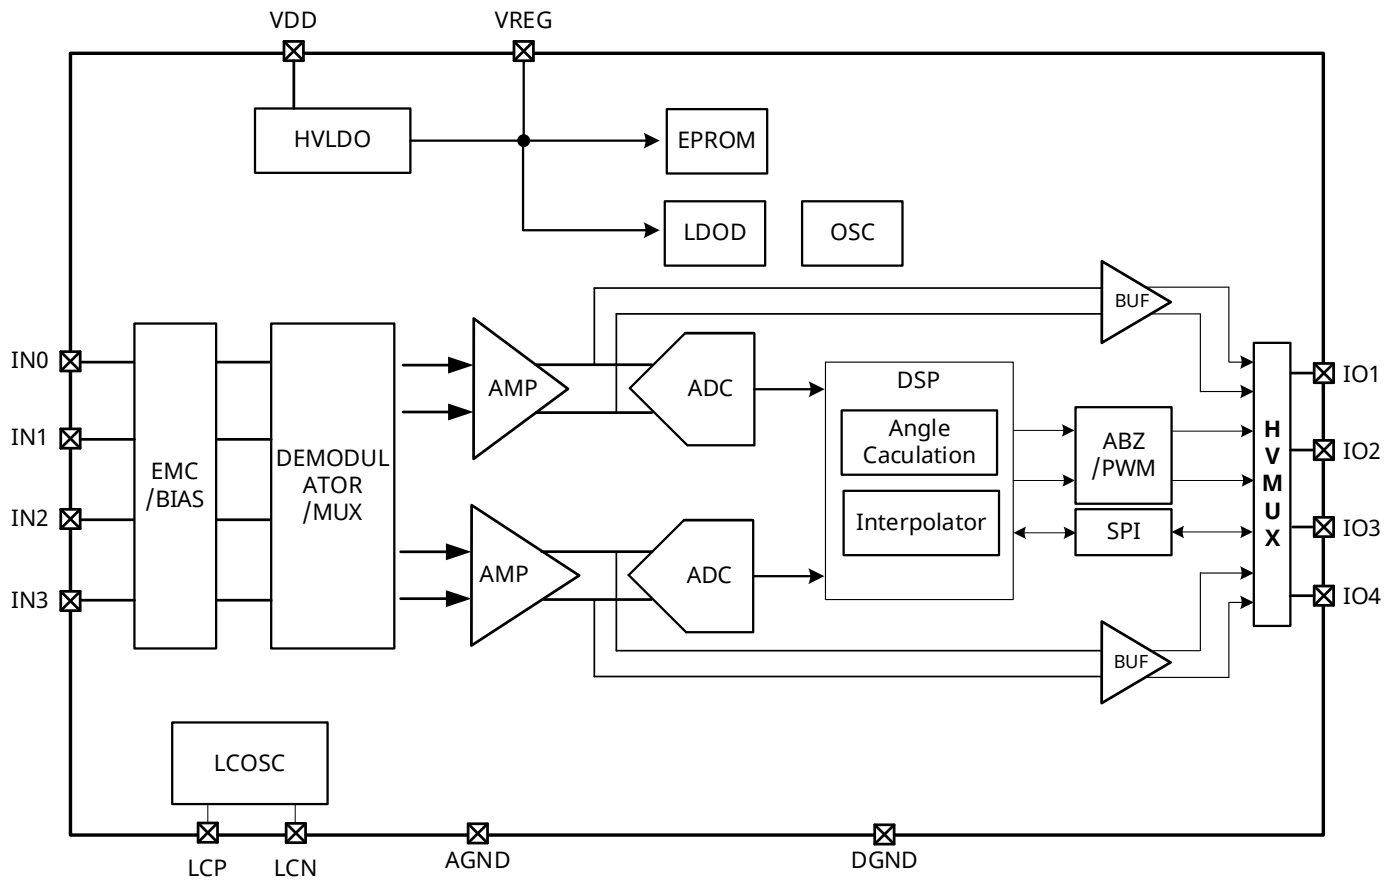 VDD
VREG
HVLDO
EPROM
LDOD
OSC
BUF
IN0
IN1
IN2
IN3
EMC
/BIAS
DEMODUL
ATOR
/MUX
AMP
ADC
AMP
ADC
DSP
Angle
Caculation
Interpolator
ABZ
/PWM
SPI
BUF
H
V
M
U
X
IO1
IO2
IO3
IO4
LCOSC
LCP
LCN
AGND
DGND